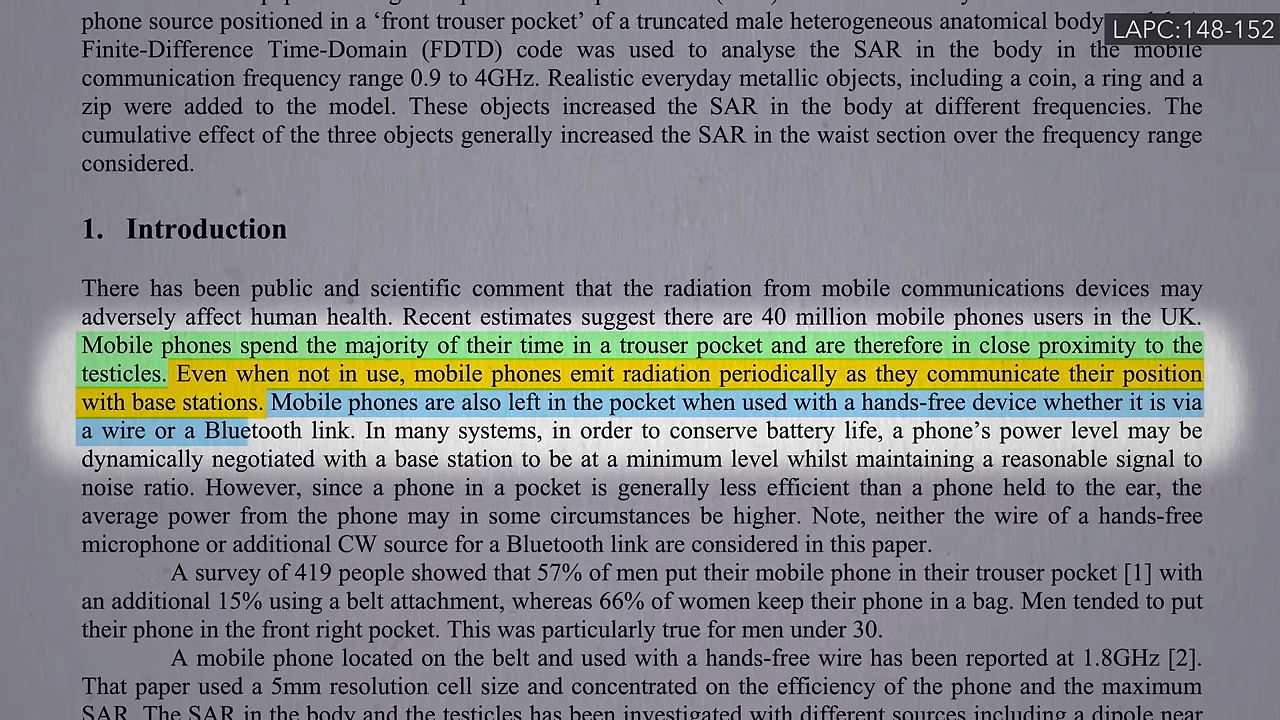 LAPC:148-152
phone source positioned in a ‘front trouser pocket’ of a truncated male heterogeneous anatomical body
Finite-Difference Time-Domain (FDTD) code was used to analyse the SAR in the body in the mobile
communication frequency range 0.9 to 4GHz. Realistic everyday metallic objects, including a coin, a ring and a
zip were added to the model. These objects increased the SAR in the body at different frequencies. The
cumulative effect of the three objects generally increased the SAR in the waist section over the frequency range
considered.
1. Introduction
There has been public and scientific comment that the radiation from mobile communications devices may
adversely affect human health. Recent estimates suggest there are 40 million mobile phones users in the UK.
Mobile phones spend the majority of their time in a trouser pocket and are therefore in close proximity to the
testicles. Even when not in use, mobile phones emit radiation periodically as they communicate their position
with base stations. Mobile phones are also left in the pocket when used with a hands-free device whether it is via
a wire or a Bluetooth link. In many systems, in order to conserve battery life, a phone’s power level may be
dynamically negotiated with a base station to be at a minimum level whilst maintaining a reasonable signal to
noise ratio. However, since a phone in a pocket is generally less efficient than a phone held to the ear, the
average power from the phone may in some circumstances be higher. Note, neither the wire of a hands-free
microphone or additional CW source for a Bluetooth link are considered in this paper.
A survey of 419 people showed that 57% of men put their mobile phone in their trouser pocket [1] with
an additional 15% using a belt attachment, whereas 66% of women keep their phone in a bag. Men tended to put
their phone in the front right pocket. This was particularly true for men under 30.
A mobile phone located on the belt and used with a hands-free wire has been reported at 1.8GHz [2].
That paper used a 5mm resolution cell size and concentrated on the efficiency of the phone and the maximum
SAR. The SAR in the body and the testicles has been investigated with different sources including a dipole near